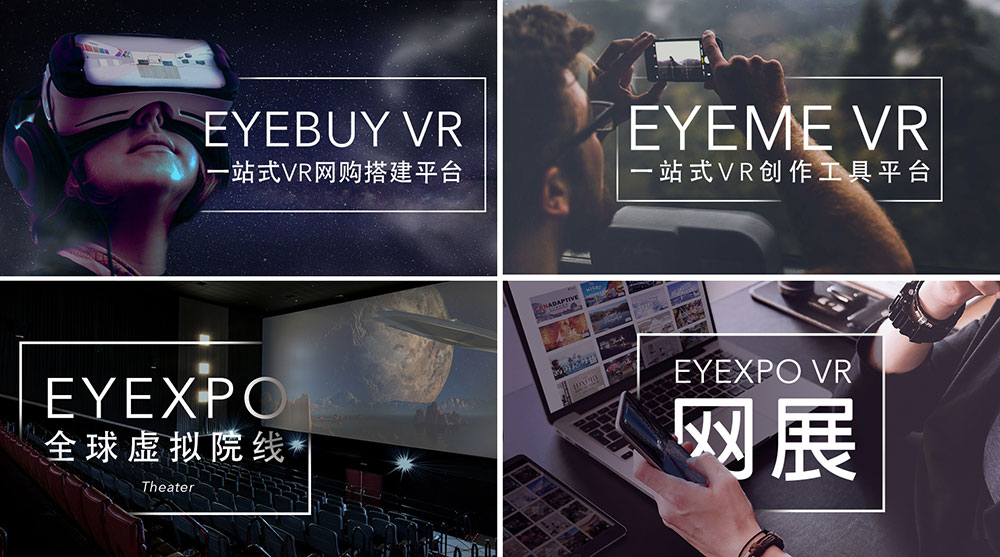 EYEBUY VR
一站式VR网购搭建平台
EYEME VR
一站式VR创作工具平台
EYEXPO
全球虚拟院线
Theater
EYEXPO VR
网展